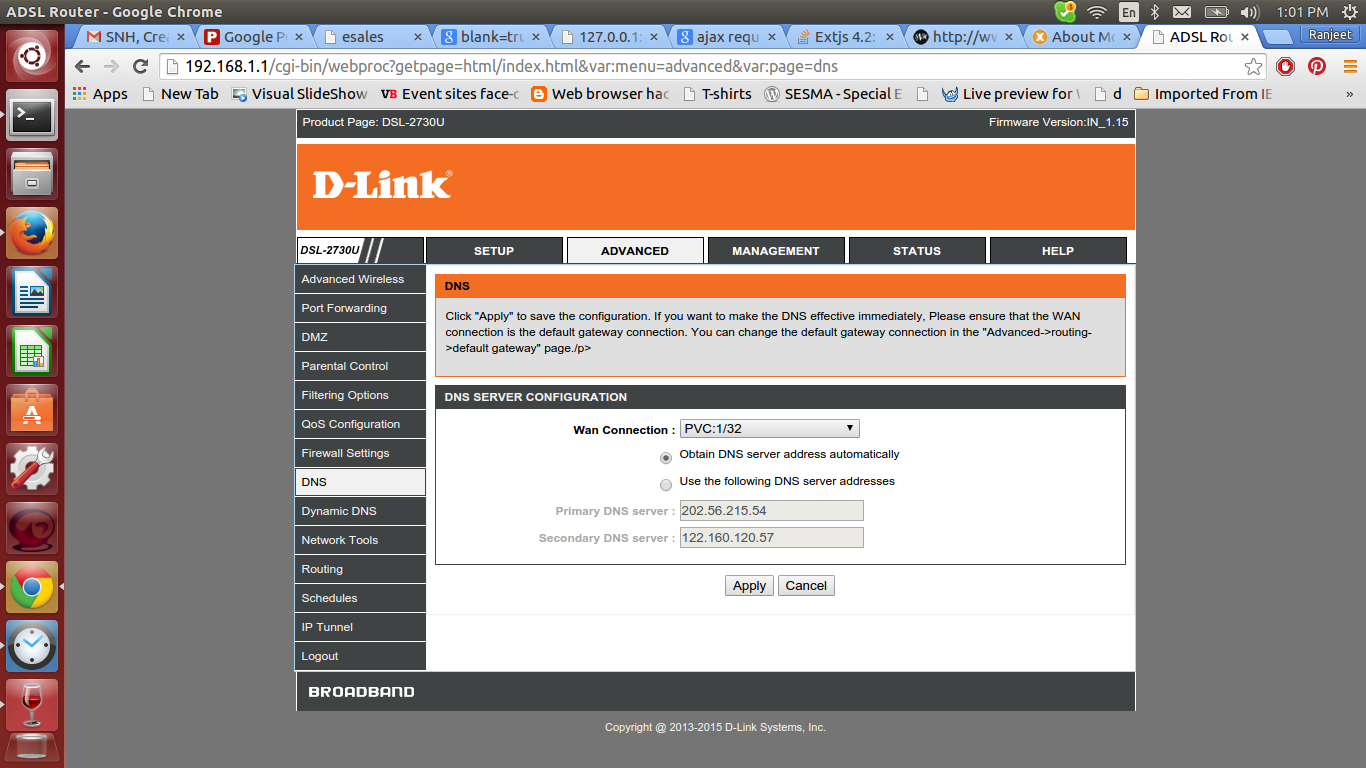 ADSL Router - Google Chrome
1
En
1:01 PM
SNH, Cre
Google P
esales
blank=tru
127.0.0.1:
ajax requ
Extjs 4.2:
http://w
About Mo
ADSL Rou
Ranjeet
192.168.1.1/cgi-bin/webproc?getpage=html/index.html&var:menu=advanced&var:page=dns
Apps
New Tab
Visual SlideShow
VB Event sites face-c
Web browser hac
T-shirts
SESMA - Special E
Live preview for
d
Imported From IE
»
Product Page: DSL-2730U
Firmware Version:IN_1.15
D-Link®
DSL-2730U
SETUP
ADVANCED
MANAGEMENT
STATUS
HELP
Advanced Wireless
Port Forwarding
DMZ
Parental Control
Filtering Options
QoS Configuration
Firewall Settings
DNS
Dynamic DNS
Network Tools
Routing
Schedules
IP Tunnel
Logout
DNS
Click "Apply" to save the configuration. If you want to make the DNS effective immediately, Please ensure that the WAN
connection is the default gateway connection. You can change the default gateway connection in the "Advanced->routing-
>default gateway" page./p>
DNS SERVER CONFIGURATION
Wan Connection : PVC:1/32
Obtain DNS server address automatically
Use the following DNS server addresses
Primary DNS server : 202.56.215.54
Secondary DNS server : 122.160.120.57
Apply Cancel
BROADBAND
Copyright @ 2013-2015 D-Link Systems, Inc.